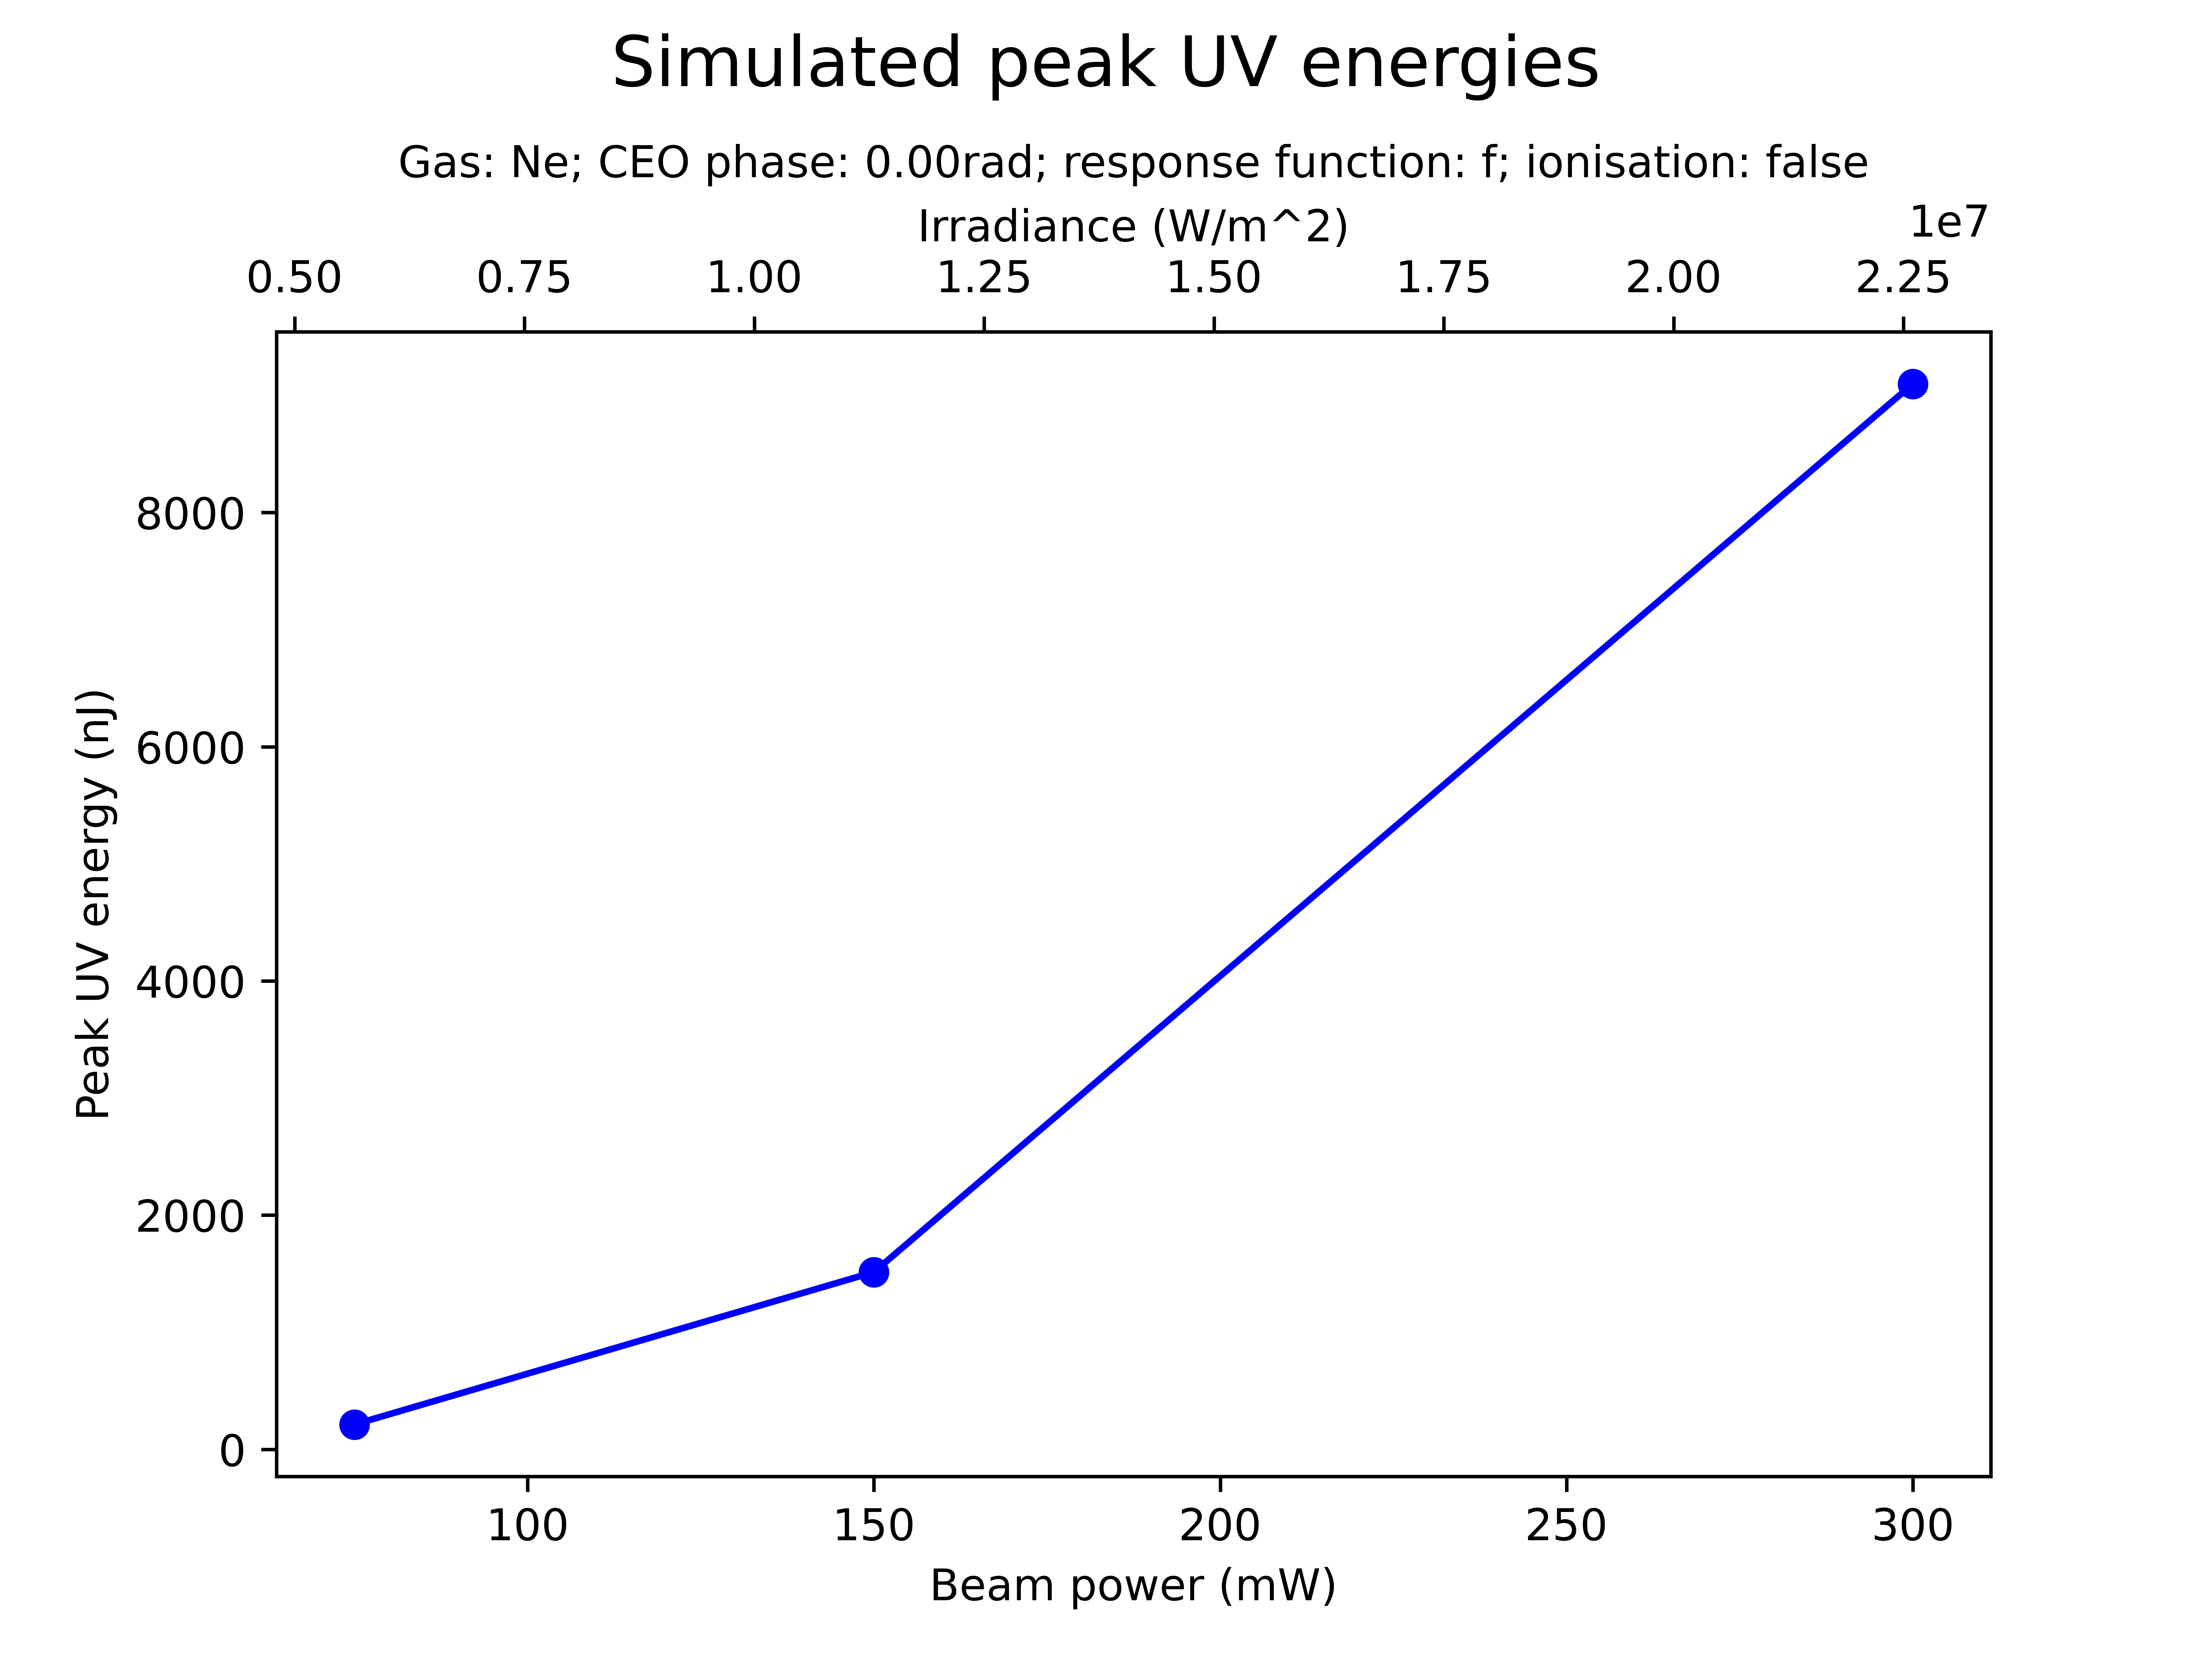 Simulated peak UV energies
Gas: Ne; CEO phase: 0.00rad; response function: f; ionisation: false
Irradiance (W/m^2)
1e7
0.50 0.75 1.00 1.25 1.50 1.75 2.00 2.25
Peak UV energy (nJ)
8000
6000
4000
2000
0
100 150 200 250 300
Beam power (mW)